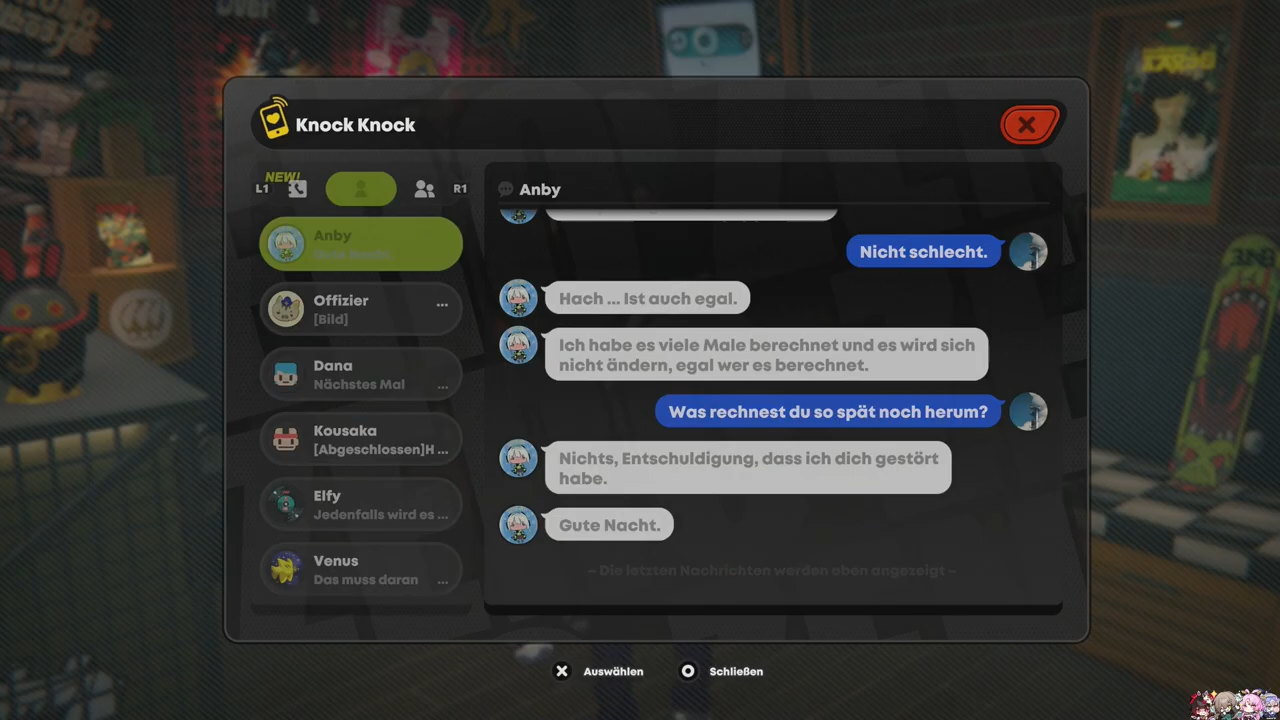 Knock Knock
NEW!
L1
R1
Anby
Offizier
[Bild]
...
Dana
Nächstes Mal
...
Kousaka
[Abgeschlossen]H ...
Elfy
Jedenfalls wird es ...
Venus
Das muss daran
...
Anby
Nicht schlecht.
Hach ... Ist auch egal.
Ich habe es viele Male berechnet und es wird sich
nicht ändern, egal wer es berechnet.
Was rechnest du so spät noch herum?
Nichts, Entschuldigung, dass ich dich gestört
habe.
Gute Nacht.
– Die letzten Nachrichten werden oben angezeigt –
Auswählen
Schließen